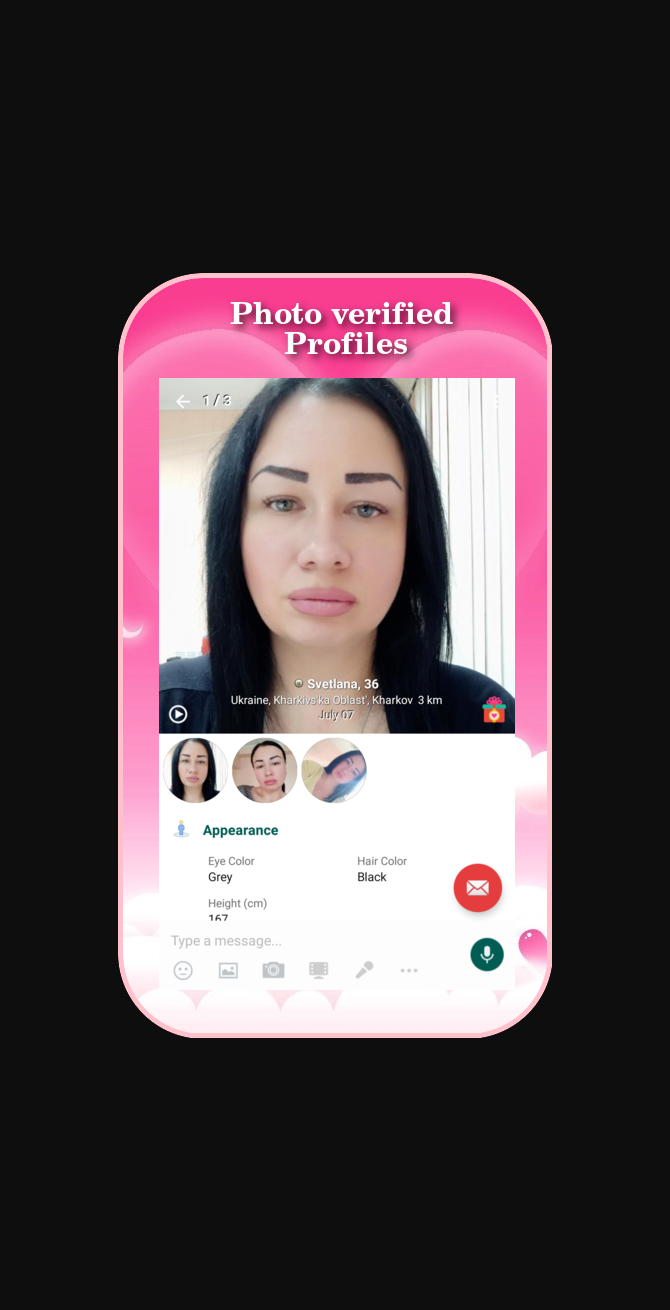 Photo verified
Profiles
1 / 3
Svetlana, 36
Ukraine, Kharkivs'ka Oblast', Kharkov 3 km
July 07
Appearance
Eye Color
Hair Color
Grey
Black
Height (cm)
167
Type a message...